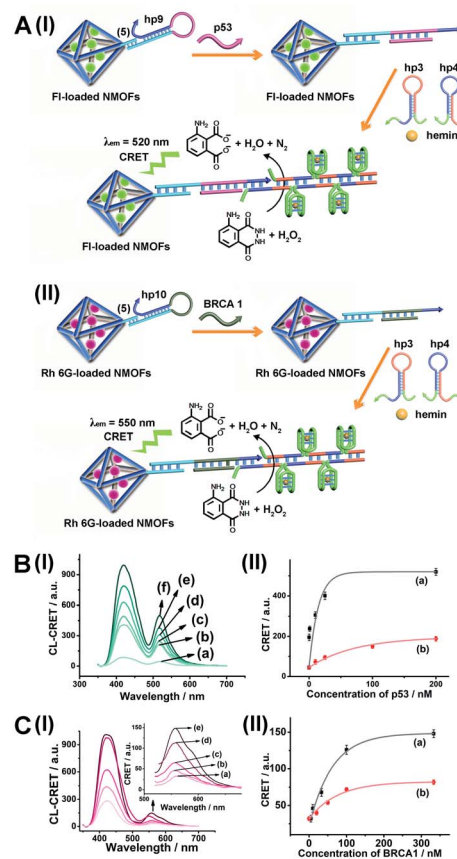 A (I)
(5) hp9
p53
Fl-loaded NMOFs
Fl-loaded NMOFs
hp3 hp4
hemin
λem = 520 nm
CRET
NH2 O
O-
O-
O
+ H2O + N2
NH2 O
NH
NH
O
+ H2O2
Fl-loaded NMOFs
(II)
(5) hp10
BRCA 1
Rh 6G-loaded NMOFs
Rh 6G-loaded NMOFs
hp3 hp4
hemin
λem = 550 nm
CRET
NH2 O
O-
O-
O
+ H2O + N2
NH2 O
NH
NH
O
+ H2O2
Rh 6G-loaded NMOFs
B (I)
CL-CRET / a.u.
900
600
300
0
(f) (e)
(d)
(c)
(b)
(a)
300 400 500 600 700
Wavelength / nm
(II)
CRET / a.u.
400
200
0
(a)
(b)
0 50 100 150 200
Concentration of p53 / nM
C (I)
CL-CRET / a.u.
900
600
300
0
150
100
50
(e)
(d)
(c)
(b)
(a)
500 600
Wavelength / nm
400 500 600 700
Wavelength / nm
(II)
CRET / a.u.
150
100
50
0
(a)
(b)
0 100 200 300
Concentration of BRCA1 / nM